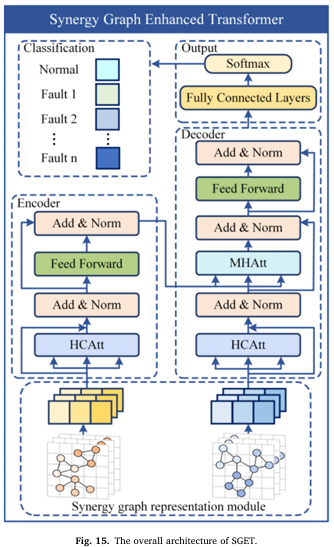 Synergy Graph Enhanced Transformer
Classification
Normal
Fault 1
Fault 2
Fault n
Output
Softmax
Fully Connected Layers
Decoder
Add & Norm
Feed Forward
Add & Norm
MHAtt
Add & Norm
HCAtt
Encoder
Add & Norm
Feed Forward
Add & Norm
HCAtt
Synergy graph representation module
Fig. 15. The overall architecture of SGET.